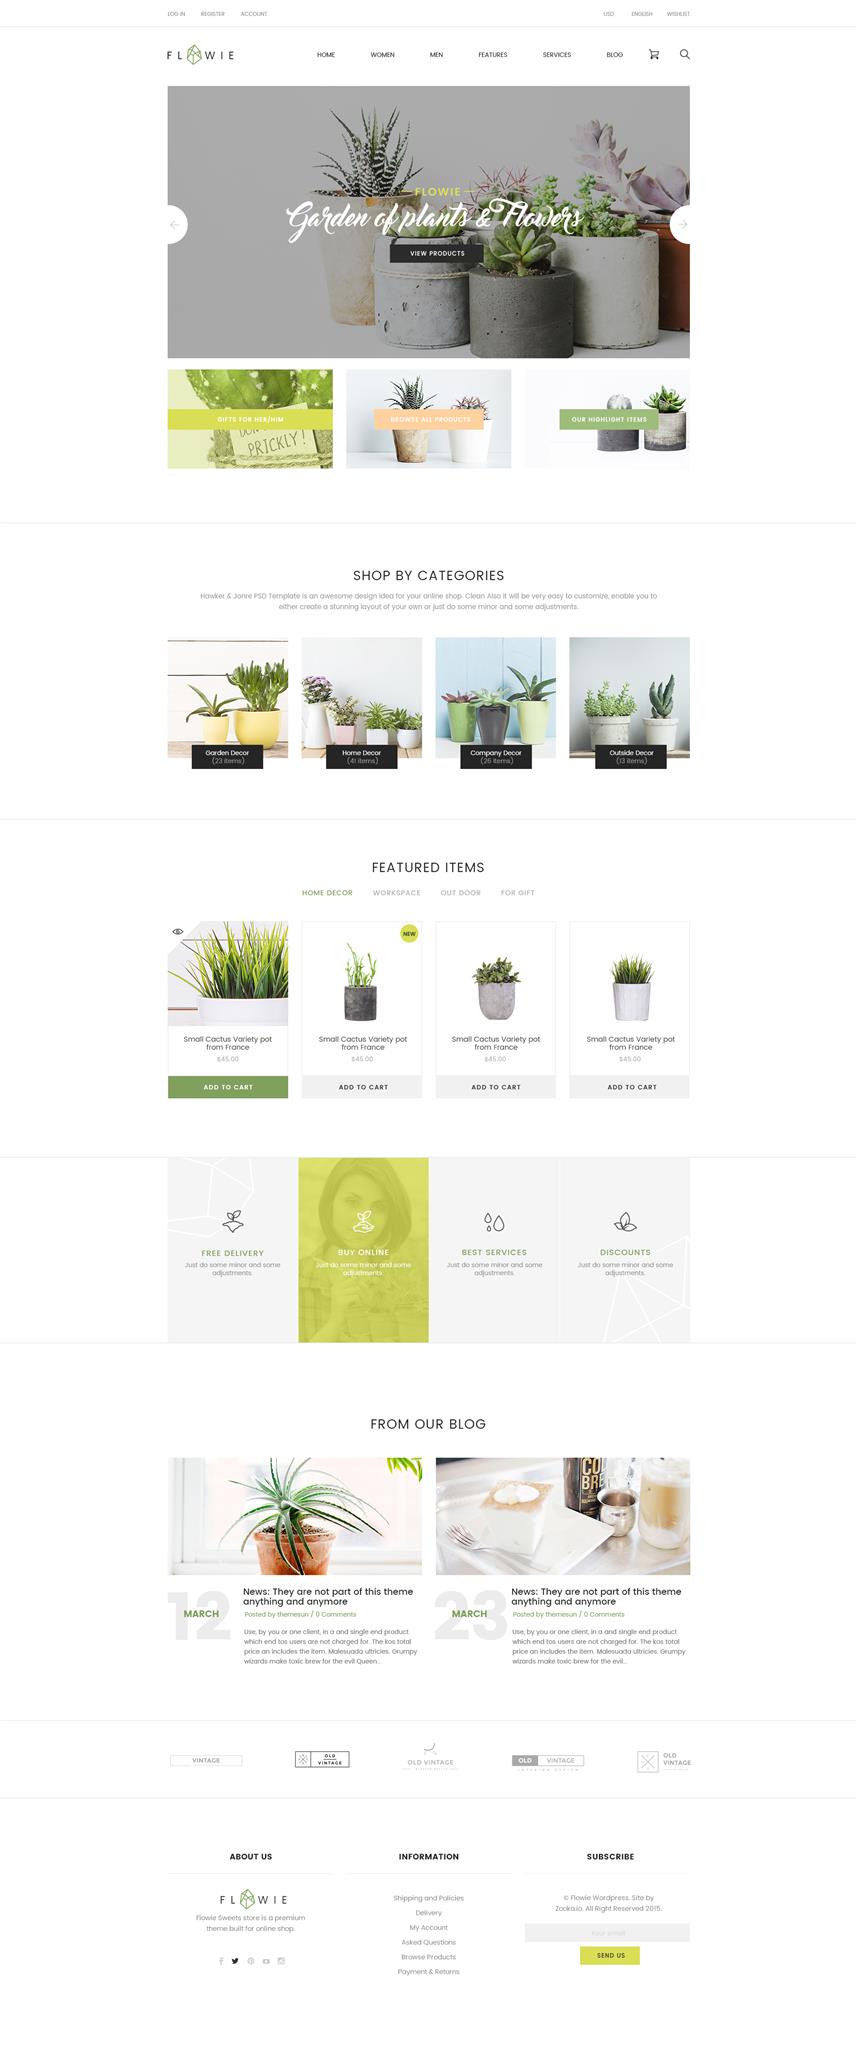 LOG IN REGISTER ACCOUNT USD ENGLISH WISHLIST
FLOWIE HOME WOMEN MEN FEATURES SERVICES BLOG
FLOWIE
Garden of plants & Flowers
VIEW PRODUCTS
GIFTS FOR HER/HIM
PRICKLY!
BROWSE ALL PRODUCTS
OUR HIGHLIGHT ITEMS
SHOP BY CATEGORIES
Hawker & Jonre PSD Template is an awesome design idea for your online shop. Clean Also it will be very easy to customize, enable you to
either create a stunning layout of your own or just do some minor and some adjustments.
Garden Decor
(23 items)
Home Decor
(41 items)
Company Decor
(26 items)
Outside Decor
(13 items)
FEATURED ITEMS
HOME DECOR WORKSPACE OUT DOOR FOR GIFT
Small Cactus Variety pot
from France
$45.00
ADD TO CART
NEW
Small Cactus Variety pot
from France
$45.00
ADD TO CART
Small Cactus Variety pot
from France
$45.00
ADD TO CART
Small Cactus Variety pot
from France
$45.00
ADD TO CART
FREE DELIVERY
Just do some minor and some
adjustments.
BUY ONLINE
Just do some minor and some
adjustments.
BEST SERVICES
Just do some minor and some
adjustments.
DISCOUNTS
Just do some minor and some
adjustments.
FROM OUR BLOG
12
MARCH
News: They are not part of this theme
anything and anymore
Posted by themesun / 0 Comments
Use, by you or one client, in a and single end product
which end tos users are not charged for. The kos total
price an includes the item. Malesuada ultricies. Grumpy
wizards make toxic brew for the evil Queen..
CO
BRE
23
MARCH
News: They are not part of this theme
anything and anymore
Posted by themesun / 0 Comments
Use, by you or one client, in a and single end product
which end tos users are not charged for. The kos total
price an includes the item. Malesuada ultricies. Grumpy
wizards make toxic brew for the evil...
VINTAGE
OLD
VINTAGE
OLD VINTAGE
OLD VINTAGE
INTERIOR DESIGN
OLD
VINTAGE
ABOUT US
FLOWIE
Flowie Sweets store is a premium
theme built for online shop.
INFORMATION
Shipping and Policies
Delivery
My Account
Asked Questions
Browse Products
Payment & Returns
SUBSCRIBE
© Flowie Wordpress. Site by
Zooka.io. All Right Reserved 2015.
Your email
SEND US